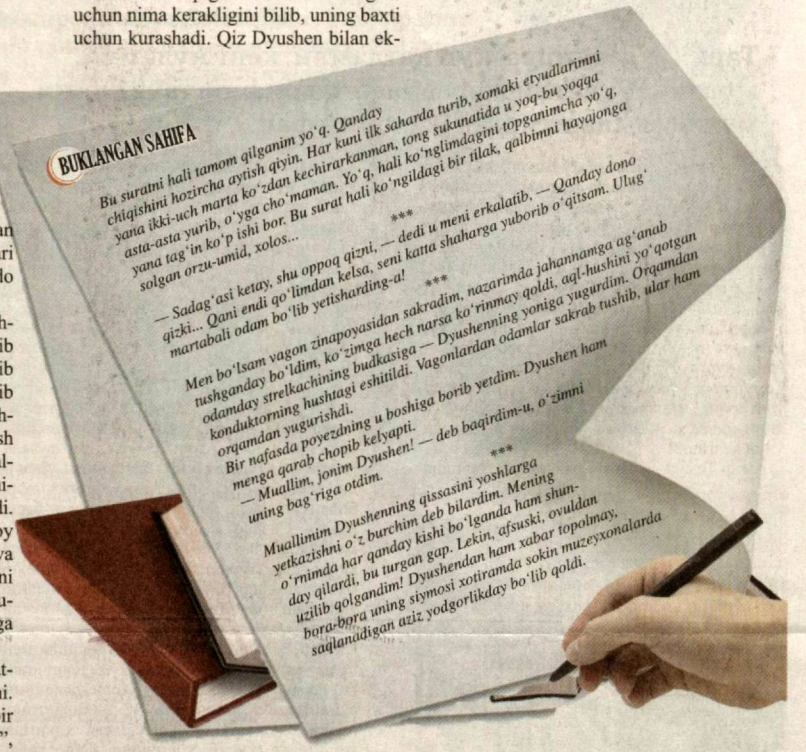 uchun nima kerakligini bilib, uning baxti
uchun kurashadi. Qiz Dyushen bilan ek-
BUKLANGAN SAHIFA
Bu suratni hali tamom qilganim yo‘q. Qanday
chiqishini hozircha aytish qiyin. Har kuni ilk saharda turib, xomaki etyudlarimni
yana ikki-uch marta ko‘zdan kechirarkanman, tong sukunatida u yoq-bu yoqqa
asta-asta yurib, o‘yga cho‘maman. Yo‘q, hali ko‘nglimdagini topganimcha yo‘q,
yana tag‘in ko‘p ishi bor. Bu surat hali ko‘ngildagi bir tilak, qalbimni hayajonga
solgan orzu-umid, xolos...
***
— Sadag‘asi ketay, shu oppoq qizni, — dedi u meni erkalatib, — Qanday dono
qizki... Qani endi qo‘limdan kelsa, seni katta shaharga yuborib o‘qitsam. Ulug‘
martabali odam bo‘lib yetisharding-a!
***
Men bo‘lsam vagon zinapoyasidan sakradim, nazarimda jahannamga ag‘anab
tushganday bo‘ldim, ko‘zimga hech narsa ko‘rinmay qoldi, aql-hushini yo‘qotgan
odamday strelkachining budkasiga — Dyushenning yoniga yugurdim. Orqamdan
konduktorning hushtagi eshitildi. Vagonlardan odamlar sakrab tushib, ular ham
orqamdan yugurishdi.
Bir nafasda poyezdning u boshiga borib yetdim. Dyushen ham
menga qarab chopib kelyapti.
— Muallim, jonim Dyushen! — deb baqirdim-u, o‘zimni
uning bag‘riga otdim.
***
Muallimim Dyushenning qissasini yoshlarga
yetkazishni o‘z burchim deb bilardim. Mening
o‘rnimda har qanday kishi bo‘lganda ham shun-
day qilardi, bu turgan gap. Lekin, afsuski, ovuldan
uzilib qolgandim! Dyushendan ham xabar topolmay,
bora-bora uning siymosi xotiramda sokin muzeyxonalarda
saqlanadigan aziz yodgorlikday bo‘lib qoldi.